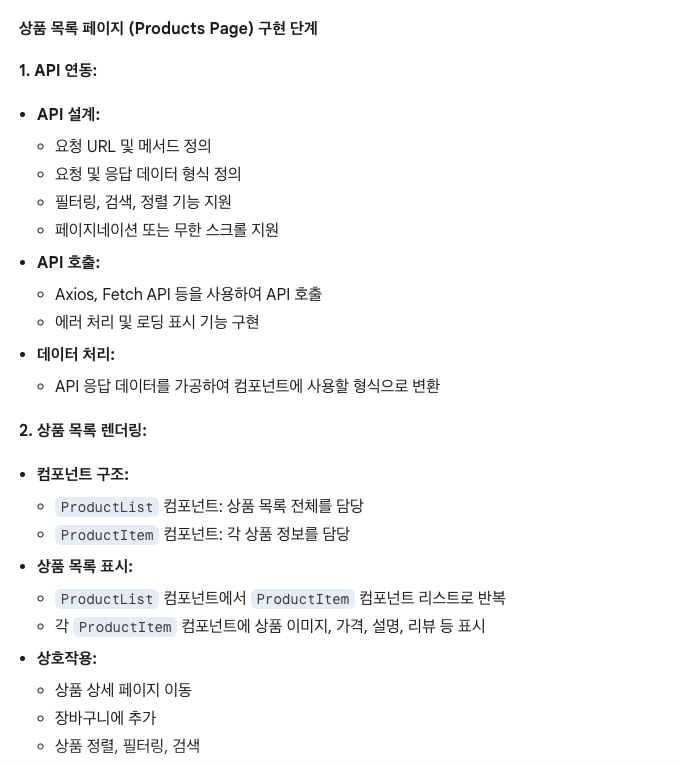 상품 목록 페이지 (Products Page) 구현 단계
1. API 연동:
• API 설계:
○ 요청 URL 및 메서드 정의
○ 요청 및 응답 데이터 형식 정의
○ 필터링, 검색, 정렬 기능 지원
○ 페이지네이션 또는 무한 스크롤 지원
• API 호출:
○ Axios, Fetch API 등을 사용하여 API 호출
○ 에러 처리 및 로딩 표시 기능 구현
• 데이터 처리:
○ API 응답 데이터를 가공하여 컴포넌트에 사용할 형식으로 변환
2. 상품 목록 렌더링:
• 컴포넌트 구조:
○ ProductList 컴포넌트: 상품 목록 전체를 담당
○ ProductItem 컴포넌트: 각 상품 정보를 담당
• 상품 목록 표시:
○ ProductList 컴포넌트에서 ProductItem 컴포넌트 리스트로 반복
○ 각 ProductItem 컴포넌트에 상품 이미지, 가격, 설명, 리뷰 등 표시
• 상호작용:
○ 상품 상세 페이지 이동
○ 장바구니에 추가
○ 상품 정렬, 필터링, 검색